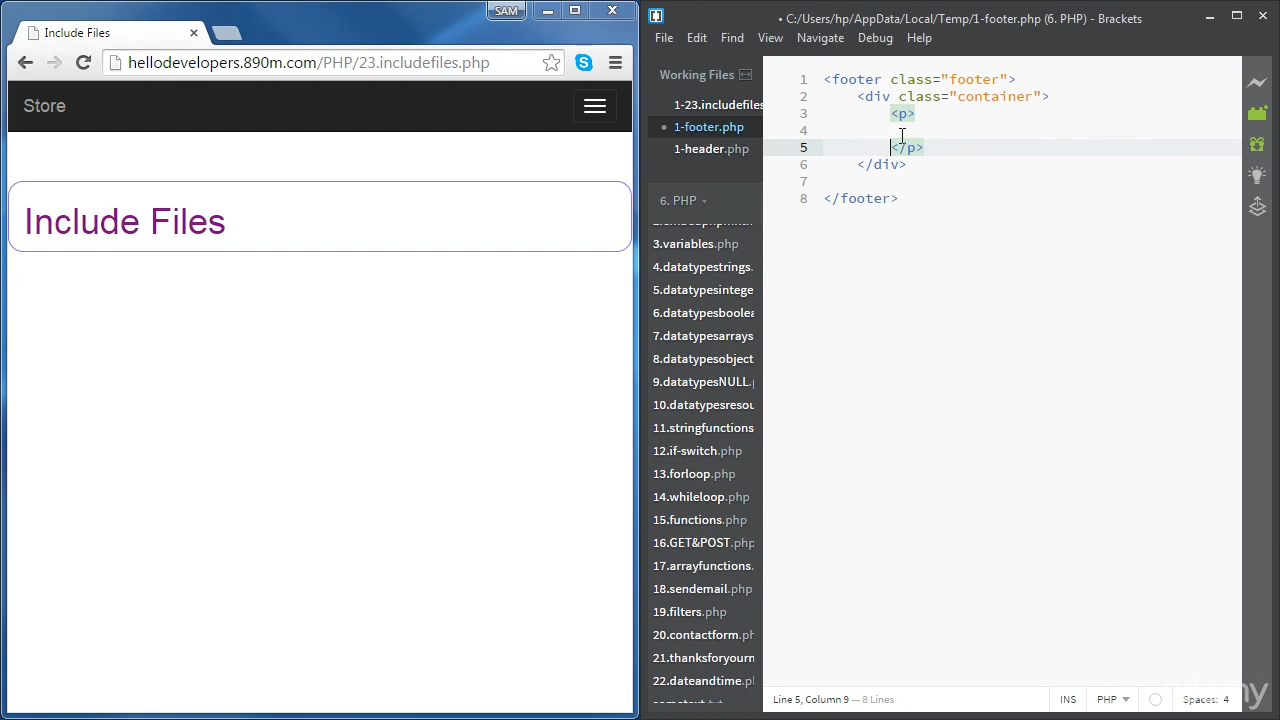 SAM
Include Files
hellodevelopers.890m.com/PHP/23.includefiles.php
Store
Include Files
• C:/Users/hp/AppData/Local/Temp/1-footer.php (6. PHP) - Brackets
File Edit Find View Navigate Debug Help
Working Files
1-23.includefiles
1-footer.php
1-header.php
6. PHP
3.variables.php
4.datatypestrings.
5.datatypesintege
6.datatypesboolea
7.datatypesarrays
8.datatypesobject
9.datatypesNULL.p
10.datatypesresou
11.stringfunctions
12.if-switch.php
13.forloop.php
14.whileloop.php
15.functions.php
16.GET&POST.php
17.arrayfunctions.
18.sendemail.php
19.filters.php
20.contactform.ph
21.thanksforyourn
22.dateandtime.pl
1 <footer class="footer">
2 <div class="container">
3 <p>
4
5 </p>
6 </div>
7
8 </footer>
Line 5, Column 9 — 8 Lines
INS PHP Spaces: 4